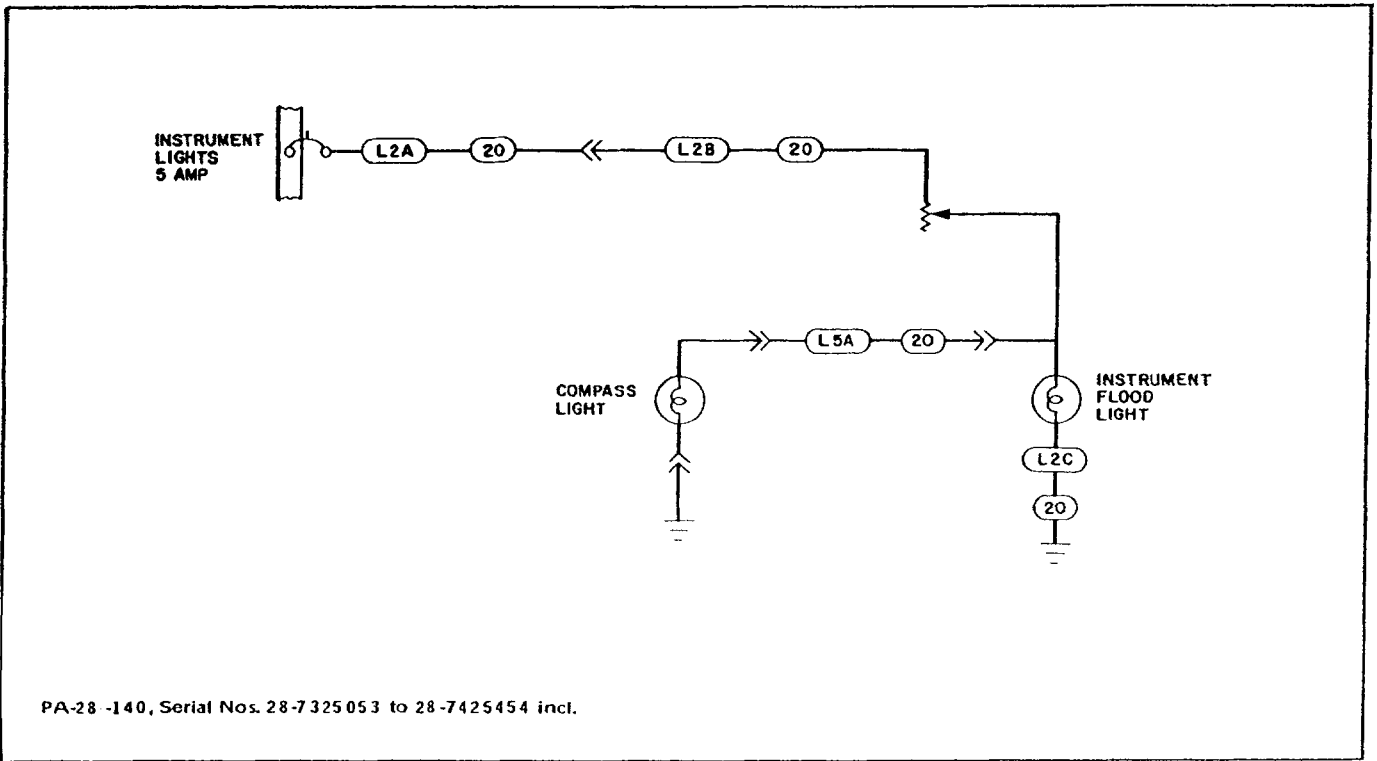 INSTRUMENT
LIGHTS
5 AMP
L2A
20
L2B
20
L5A
20
COMPASS
LIGHT
INSTRUMENT
FLOOD
LIGHT
L2C
20
PA-28-140, Serial Nos. 28-7325053 to 28-7425454 incl.